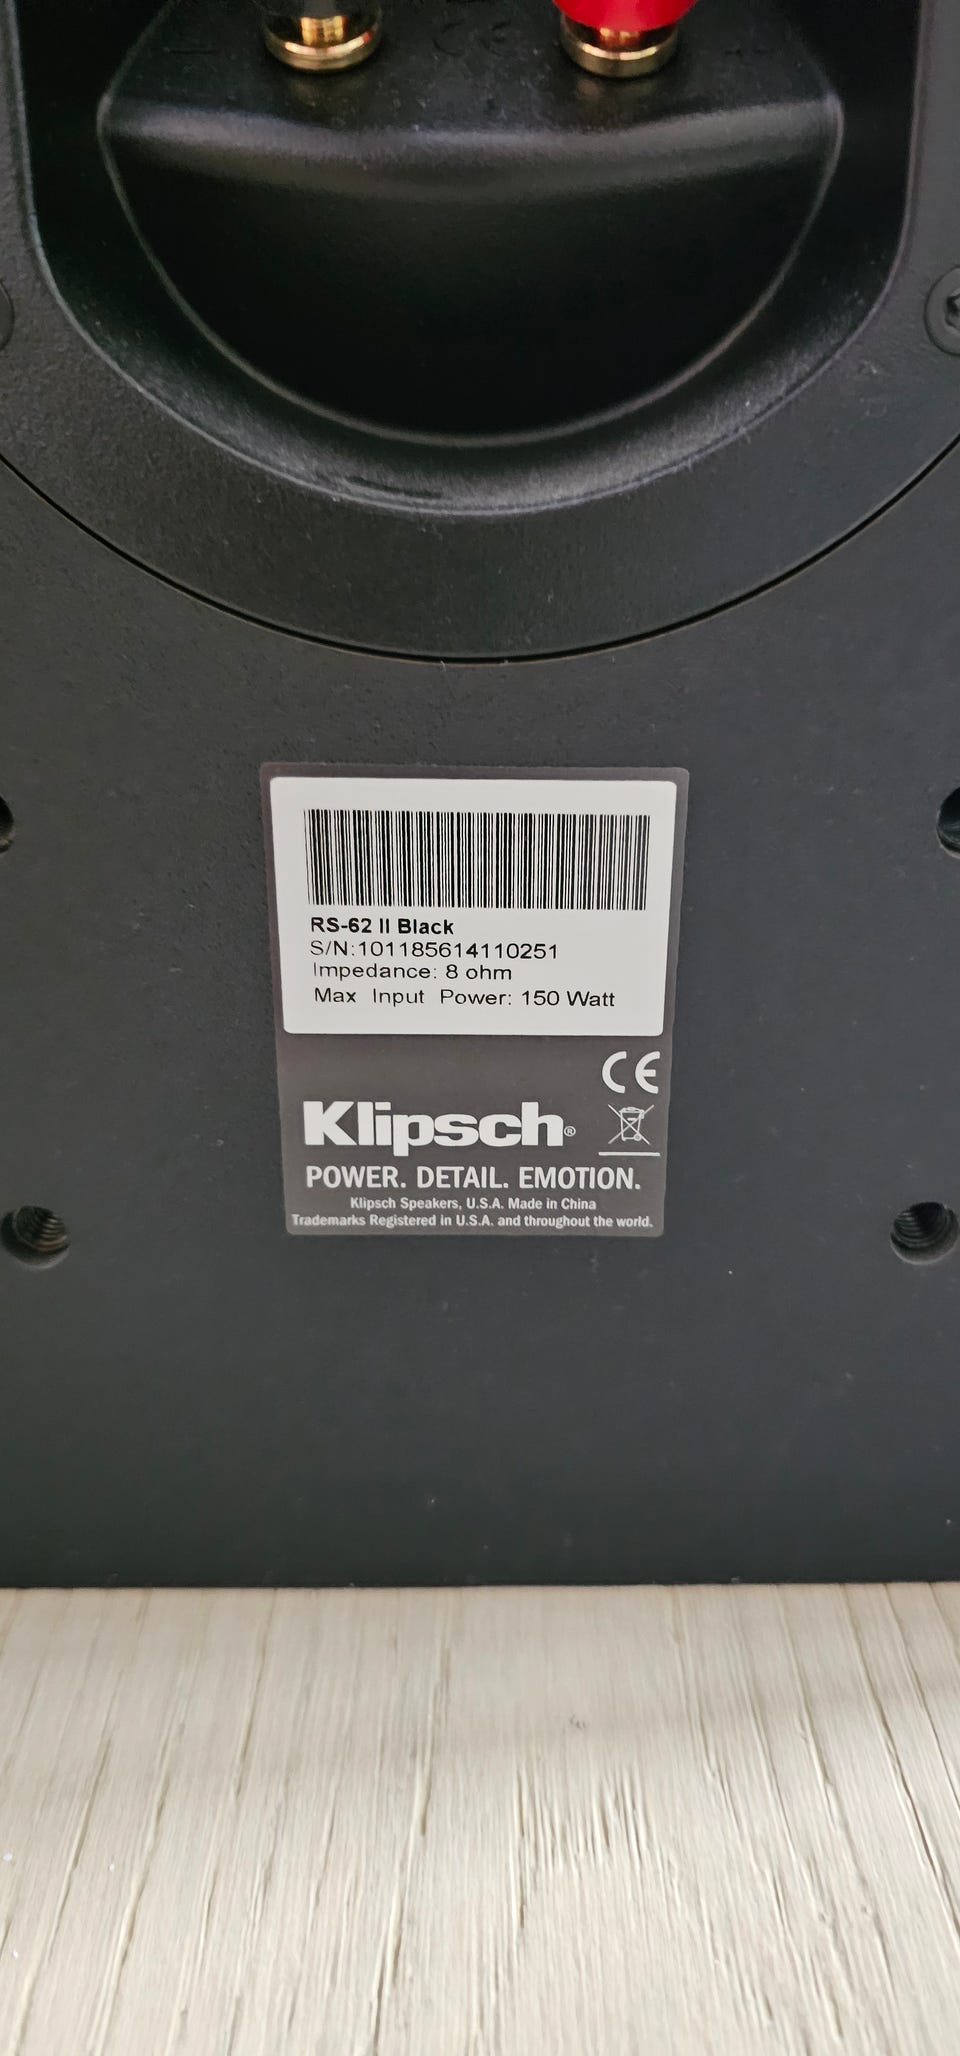 RS-62 II Black
S/N:101185614110251
Impedance: 8 ohm
Max Input Power: 150 Watt
CE
Klipsch®
POWER. DETAIL. EMOTION.
Klipsch Speakers, U.S.A. Made in China
Trademarks Registered in U.S.A. and throughout the world.